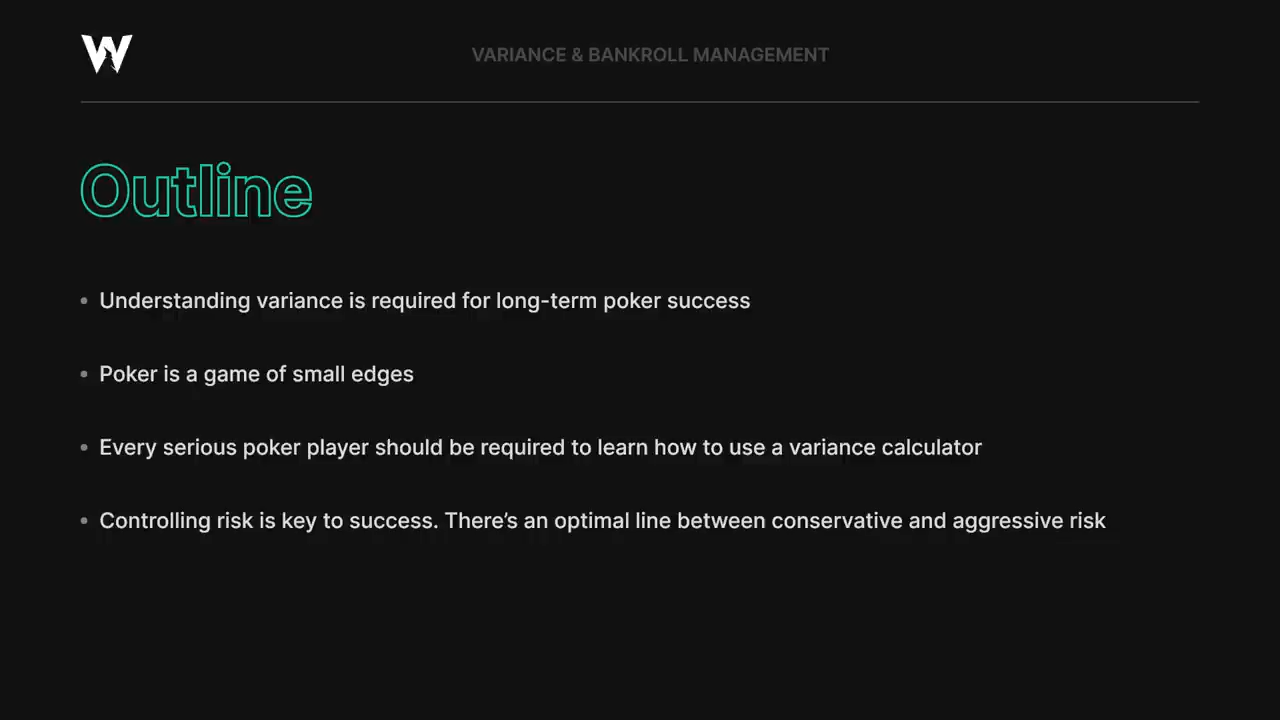 W
VARIANCE & BANKROLL MANAGEMENT
Outline
• Understanding variance is required for long-term poker success
• Poker is a game of small edges
• Every serious poker player should be required to learn how to use a variance calculator
• Controlling risk is key to success. There’s an optimal line between conservative and aggressive risk